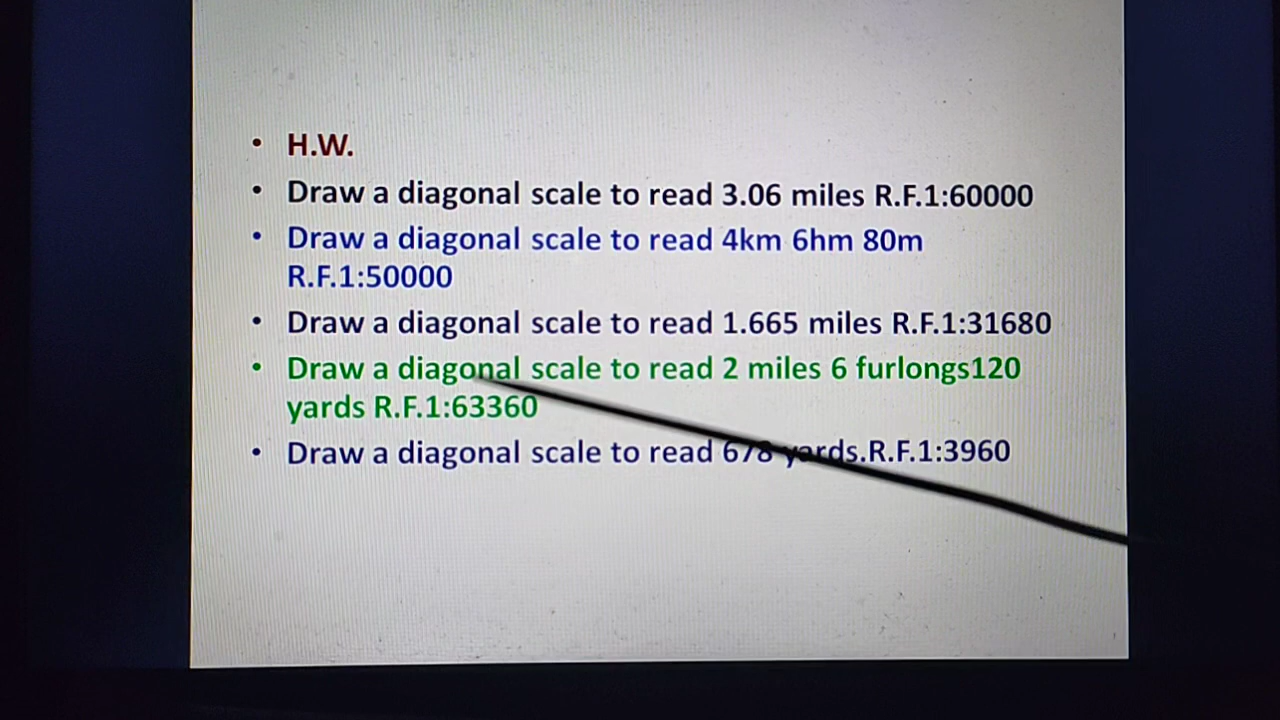 • H.W.
• Draw a diagonal scale to read 3.06 miles R.F.1:60000
• Draw a diagonal scale to read 4km 6hm 80m
R.F.1:50000
• Draw a diagonal scale to read 1.665 miles R.F.1:31680
• Draw a diagonal scale to read 2 miles 6 furlongs120
yards R.F.1:63360
• Draw a diagonal scale to read 678 yards.R.F.1:3960